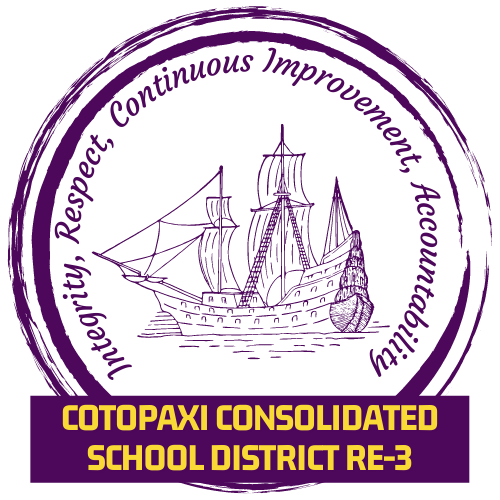 Integrity, Respect, Continuous Improvement, Accountability
COTOPAXI CONSOLIDATED
SCHOOL DISTRICT RE-3